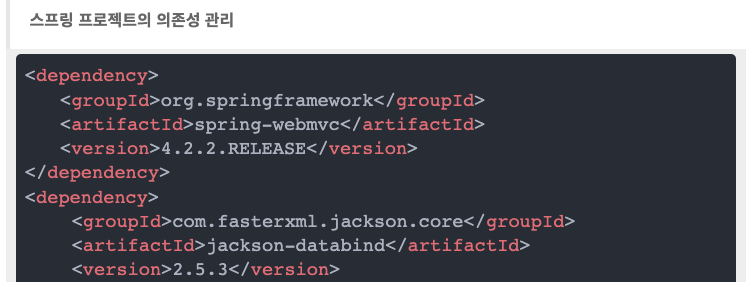 스프링 프로젝트의 의존성 관리
<dependency>
<groupId>org.springframework</groupId>
<artifactId>spring-webmvc</artifactId>
<version>4.2.2.RELEASE</version>
</dependency>
<dependency>
<groupId>com.fasterxml.jackson.core</groupId>
<artifactId>jackson-databind</artifactId>
<version>2.5.3</version>